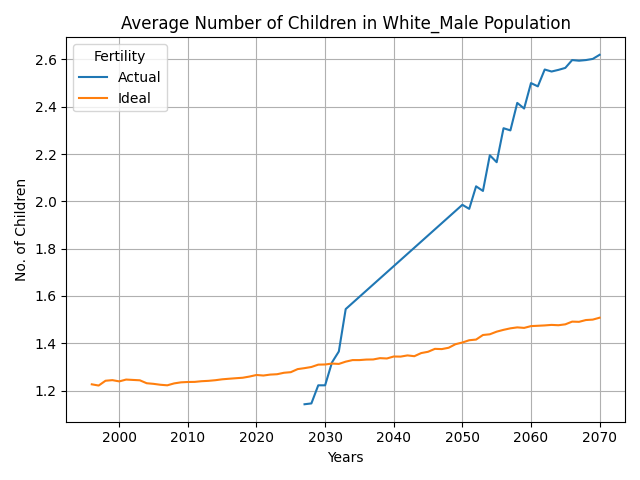 Average Number of Children in White_Male Population
Fertility
Actual
Ideal
No. of Children
2.6
2.4
2.2
2.0
1.8
1.6
1.4
1.2
2000 2010 2020 2030 2040 2050 2060 2070
Years